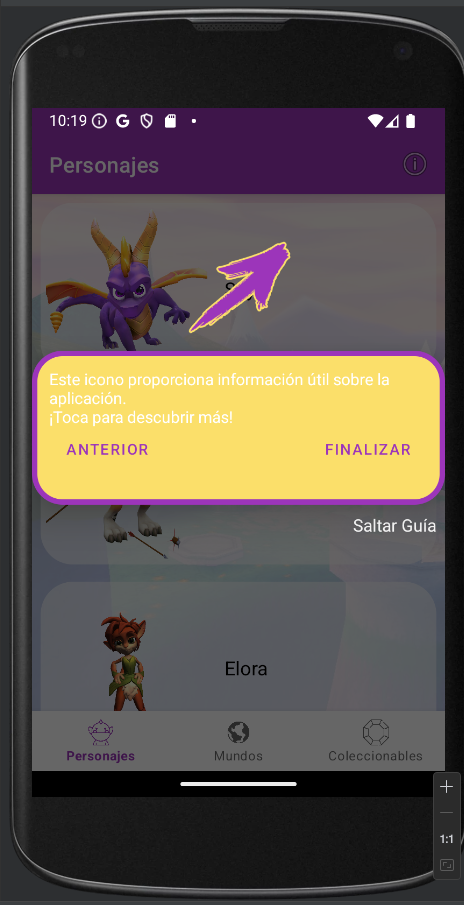 10:19
Personajes
Este icono proporciona información útil sobre la
aplicación.
¡Toca para descubrir más!
ANTERIOR
FINALIZAR
Saltar Guía
Elora
Personajes
Mundos
Coleccionables
1:1